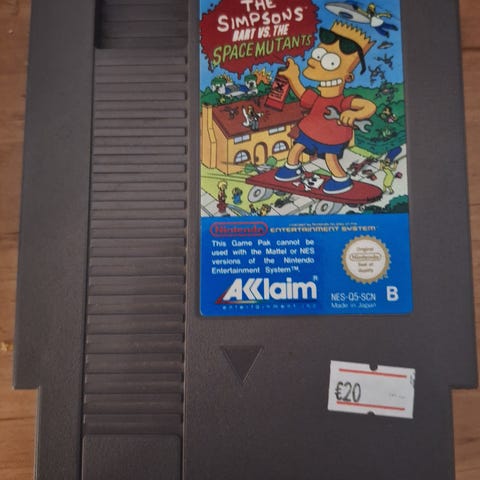 THE
SIMPSONS
BART VS. THE
SPACE MUTANTS
Nintendo
ENTERTAINMENT SYSTEM
This Game Pak cannot be
used with the Mattel or NES
versions of the Nintendo
Entertainment System™.
AKKlaim®
entertainment inc
Original
Nintendo
Seal of
Quality
NES-Q5-SCN
Made in Japan
B
€20